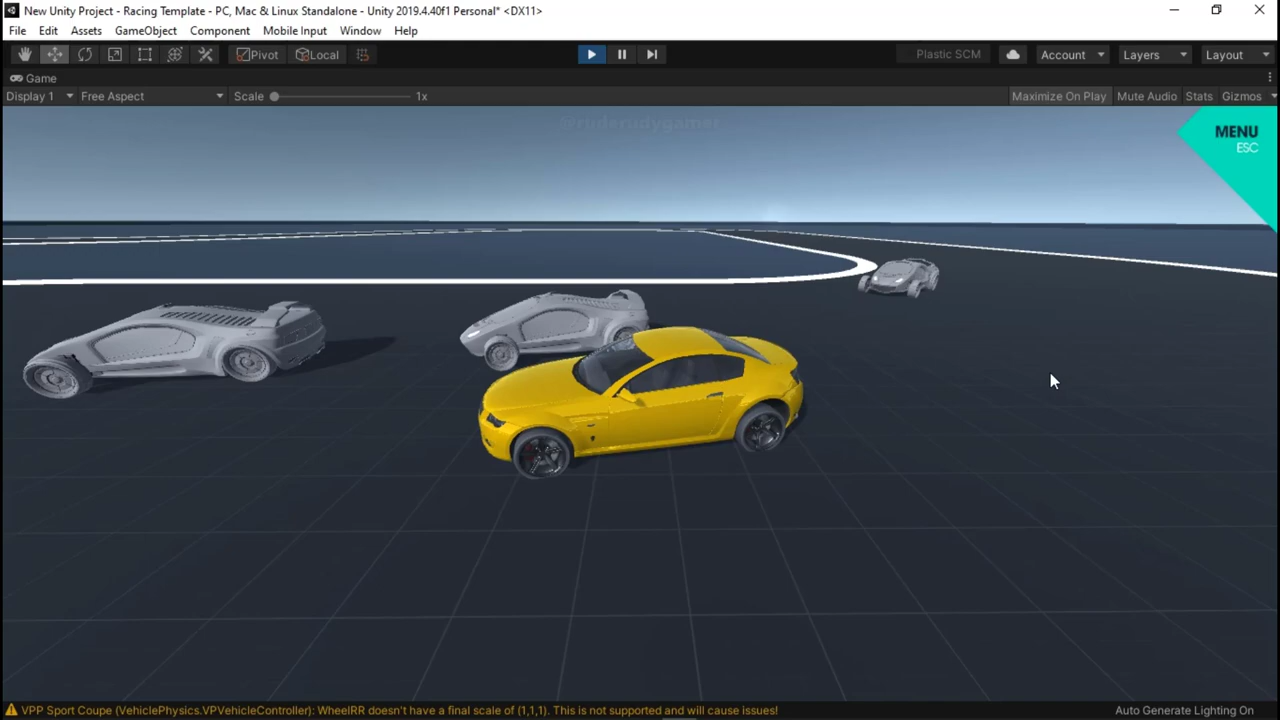 New Unity Project - Racing Template - PC, Mac & Linux Standalone - Unity 2019.4.40f1 Personal* <DX11>
File Edit Assets GameObject Component Mobile Input Window Help
Pivot Local Plastic SCM Account Layers Layout
Game
Display 1 Free Aspect Scale 1x Maximize On Play Mute Audio Stats Gizmos
@ruderudygamer
MENU
ESC
VPP Sport Coupe (VehiclePhysics.VPVehicleController): WheelRR doesn't have a final scale of (1,1,1). This is not supported and will cause issues!
Auto Generate Lighting On